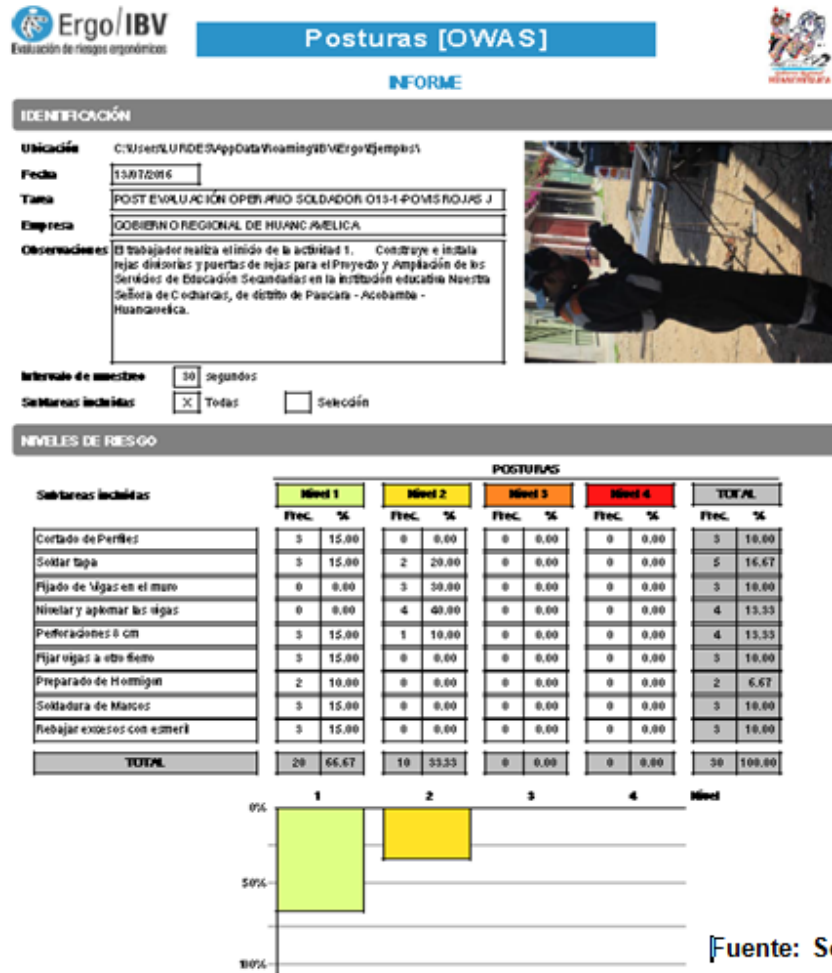 Ergo/IBV
Evaluación de riesgos ergonómicos
Posturas [OWAS]
INFORME
IDENTIFICACIÓN
Ubicación C:\Users\LURDES\AppData\Roaming\IBV\Ergo\Ejemplos\
Fecha 13/07/2016
Tarea POST EVALUACIÓN OPERARIO SOLDADOR O13-1-POVIS ROJAS J
Empresa GOBIERNO REGIONAL DE HUANCAVELICA
Observaciones El trabajador realiza el inicio de la actividad 1. Construye e instala
rejas divisorias y puertas de rejas para el Proyecto y Ampliación de los
Servicios de Educación Secundarias en la institución educativa Nuestra
Señora de Cocharcas, de distrito de Paucara - Acobamba -
Huancavelica.
Intervalo de muestreo 30 segundos
Subtareas incluidas X Todas Selección
NIVELES DE RIESGO
POSTURAS
Subtareas incluidas Nivel 1 Nivel 2 Nivel 3 Nivel 4 TOTAL
Frec. % Frec. % Frec. % Frec. % Frec. %
Cortado de Perfiles 3 15.00 0 0.00 0 0.00 0 0.00 3 10.00
Soldar tapa 3 15.00 2 20.00 0 0.00 0 0.00 5 16.67
Fijado de Vigas en el muro 0 0.00 3 30.00 0 0.00 0 0.00 3 10.00
Nivelar y aplomar las vigas 0 0.00 4 40.00 0 0.00 0 0.00 4 13.33
Perforaciones 8 cm 3 15.00 1 10.00 0 0.00 0 0.00 4 13.33
Fijar vigas a otro fierro 3 15.00 0 0.00 0 0.00 0 0.00 3 10.00
Preparado de Hormigon 2 10.00 0 0.00 0 0.00 0 0.00 2 6.67
Soldadura de Marcos 3 15.00 0 0.00 0 0.00 0 0.00 3 10.00
Rebajar excesos con esmeril 3 15.00 0 0.00 0 0.00 0 0.00 3 10.00
TOTAL 20 66.67 10 33.33 0 0.00 0 0.00 30 100.00
1 2 3 4 Nivel
0%
50%
100%
Fuente: So